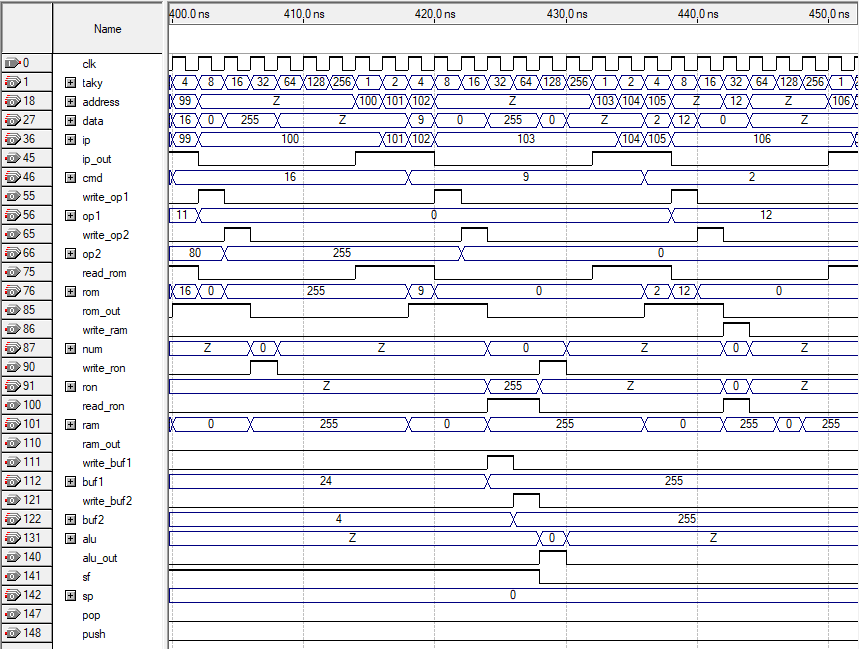 400.0 ns 410.0 ns 420.0 ns 430.0 ns 440.0 ns 450.0 ns
Name
0 clk
1 taky 4 8 16 32 64 128 256 1 2 4 8 16 32 64 128 256 1 2 4 8 16 32 64 128 256 1
18 address 99 Z 100 101 102 Z 103 104 105 Z 12 Z 106
27 data 16 0 255 Z 9 0 255 0 Z 2 12 0 Z
36 ip 99 100 101 102 103 104 105 106
45 ip_out
46 cmd 16 9 2
55 write_op1
56 op1 11 0 12
65 write_op2
66 op2 80 255 0
75 read_rom
76 rom 16 0 255 9 0 2 12 0
85 rom_out
86 write_ram
87 num Z 0 Z 0 Z 0 Z
90 write_ron
91 ron Z 255 Z 0 Z
100 read_ron
101 ram 0 255 0 255 0 255 0 255
110 ram_out
111 write_buf1
112 buf1 24 255
121 write_buf2
122 buf2 4 255
131 alu Z 0 Z
140 alu_out
141 sf
142 sp 0
147 pop
148 push